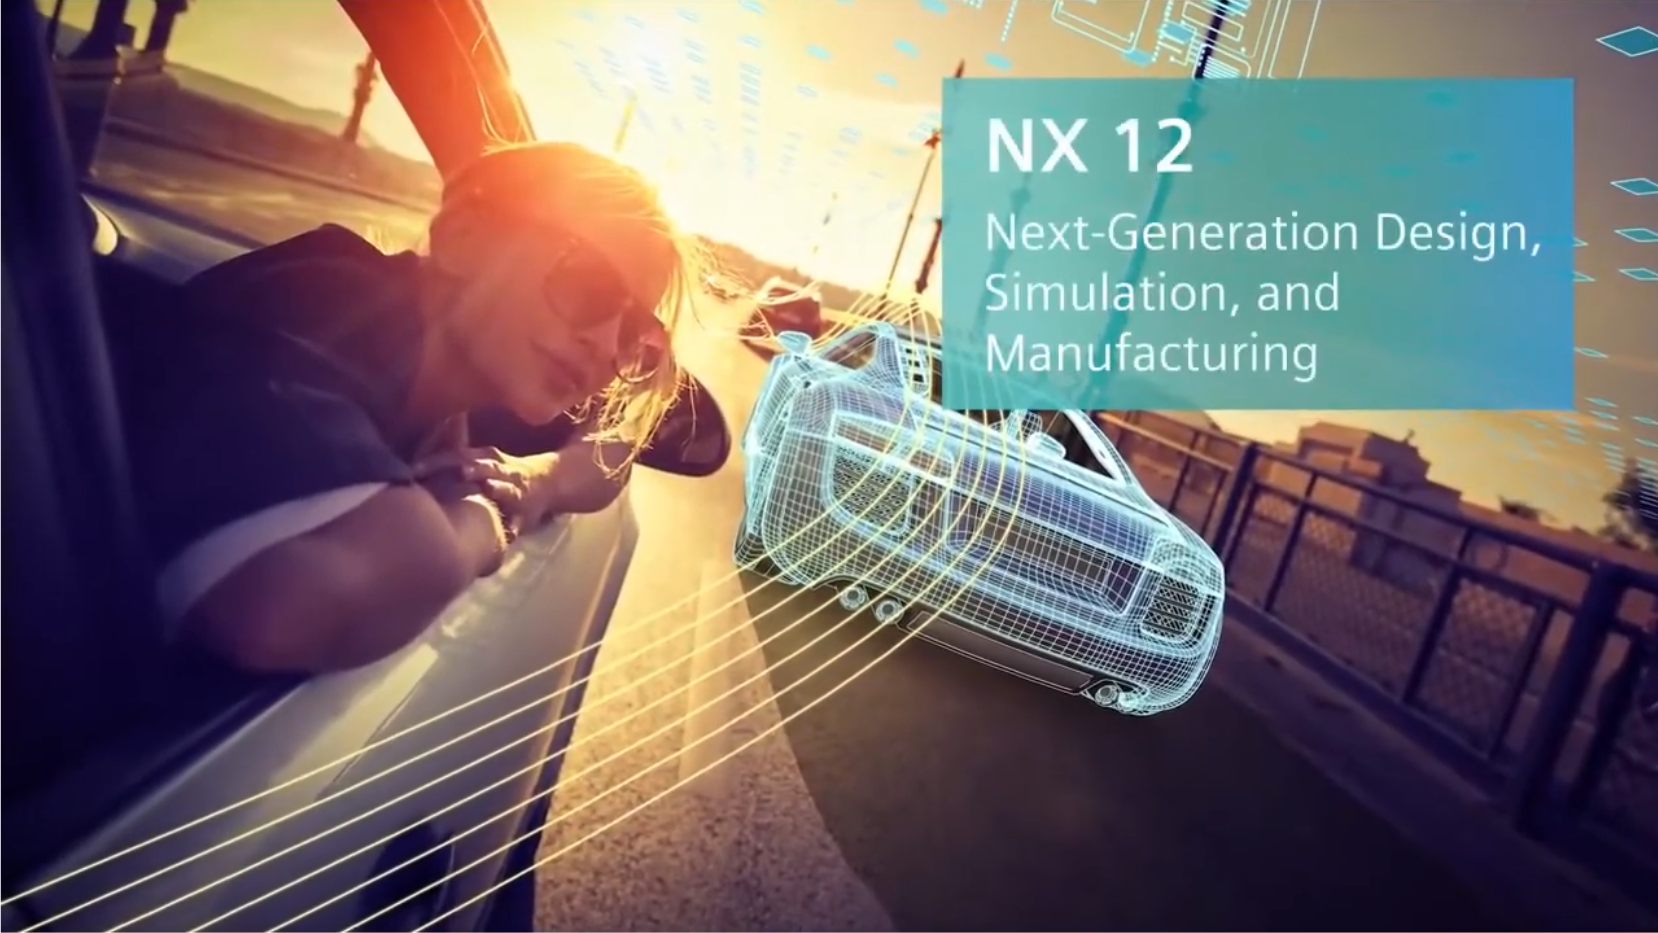 NX 12
Next-Generation Design,
Simulation, and
Manufacturing